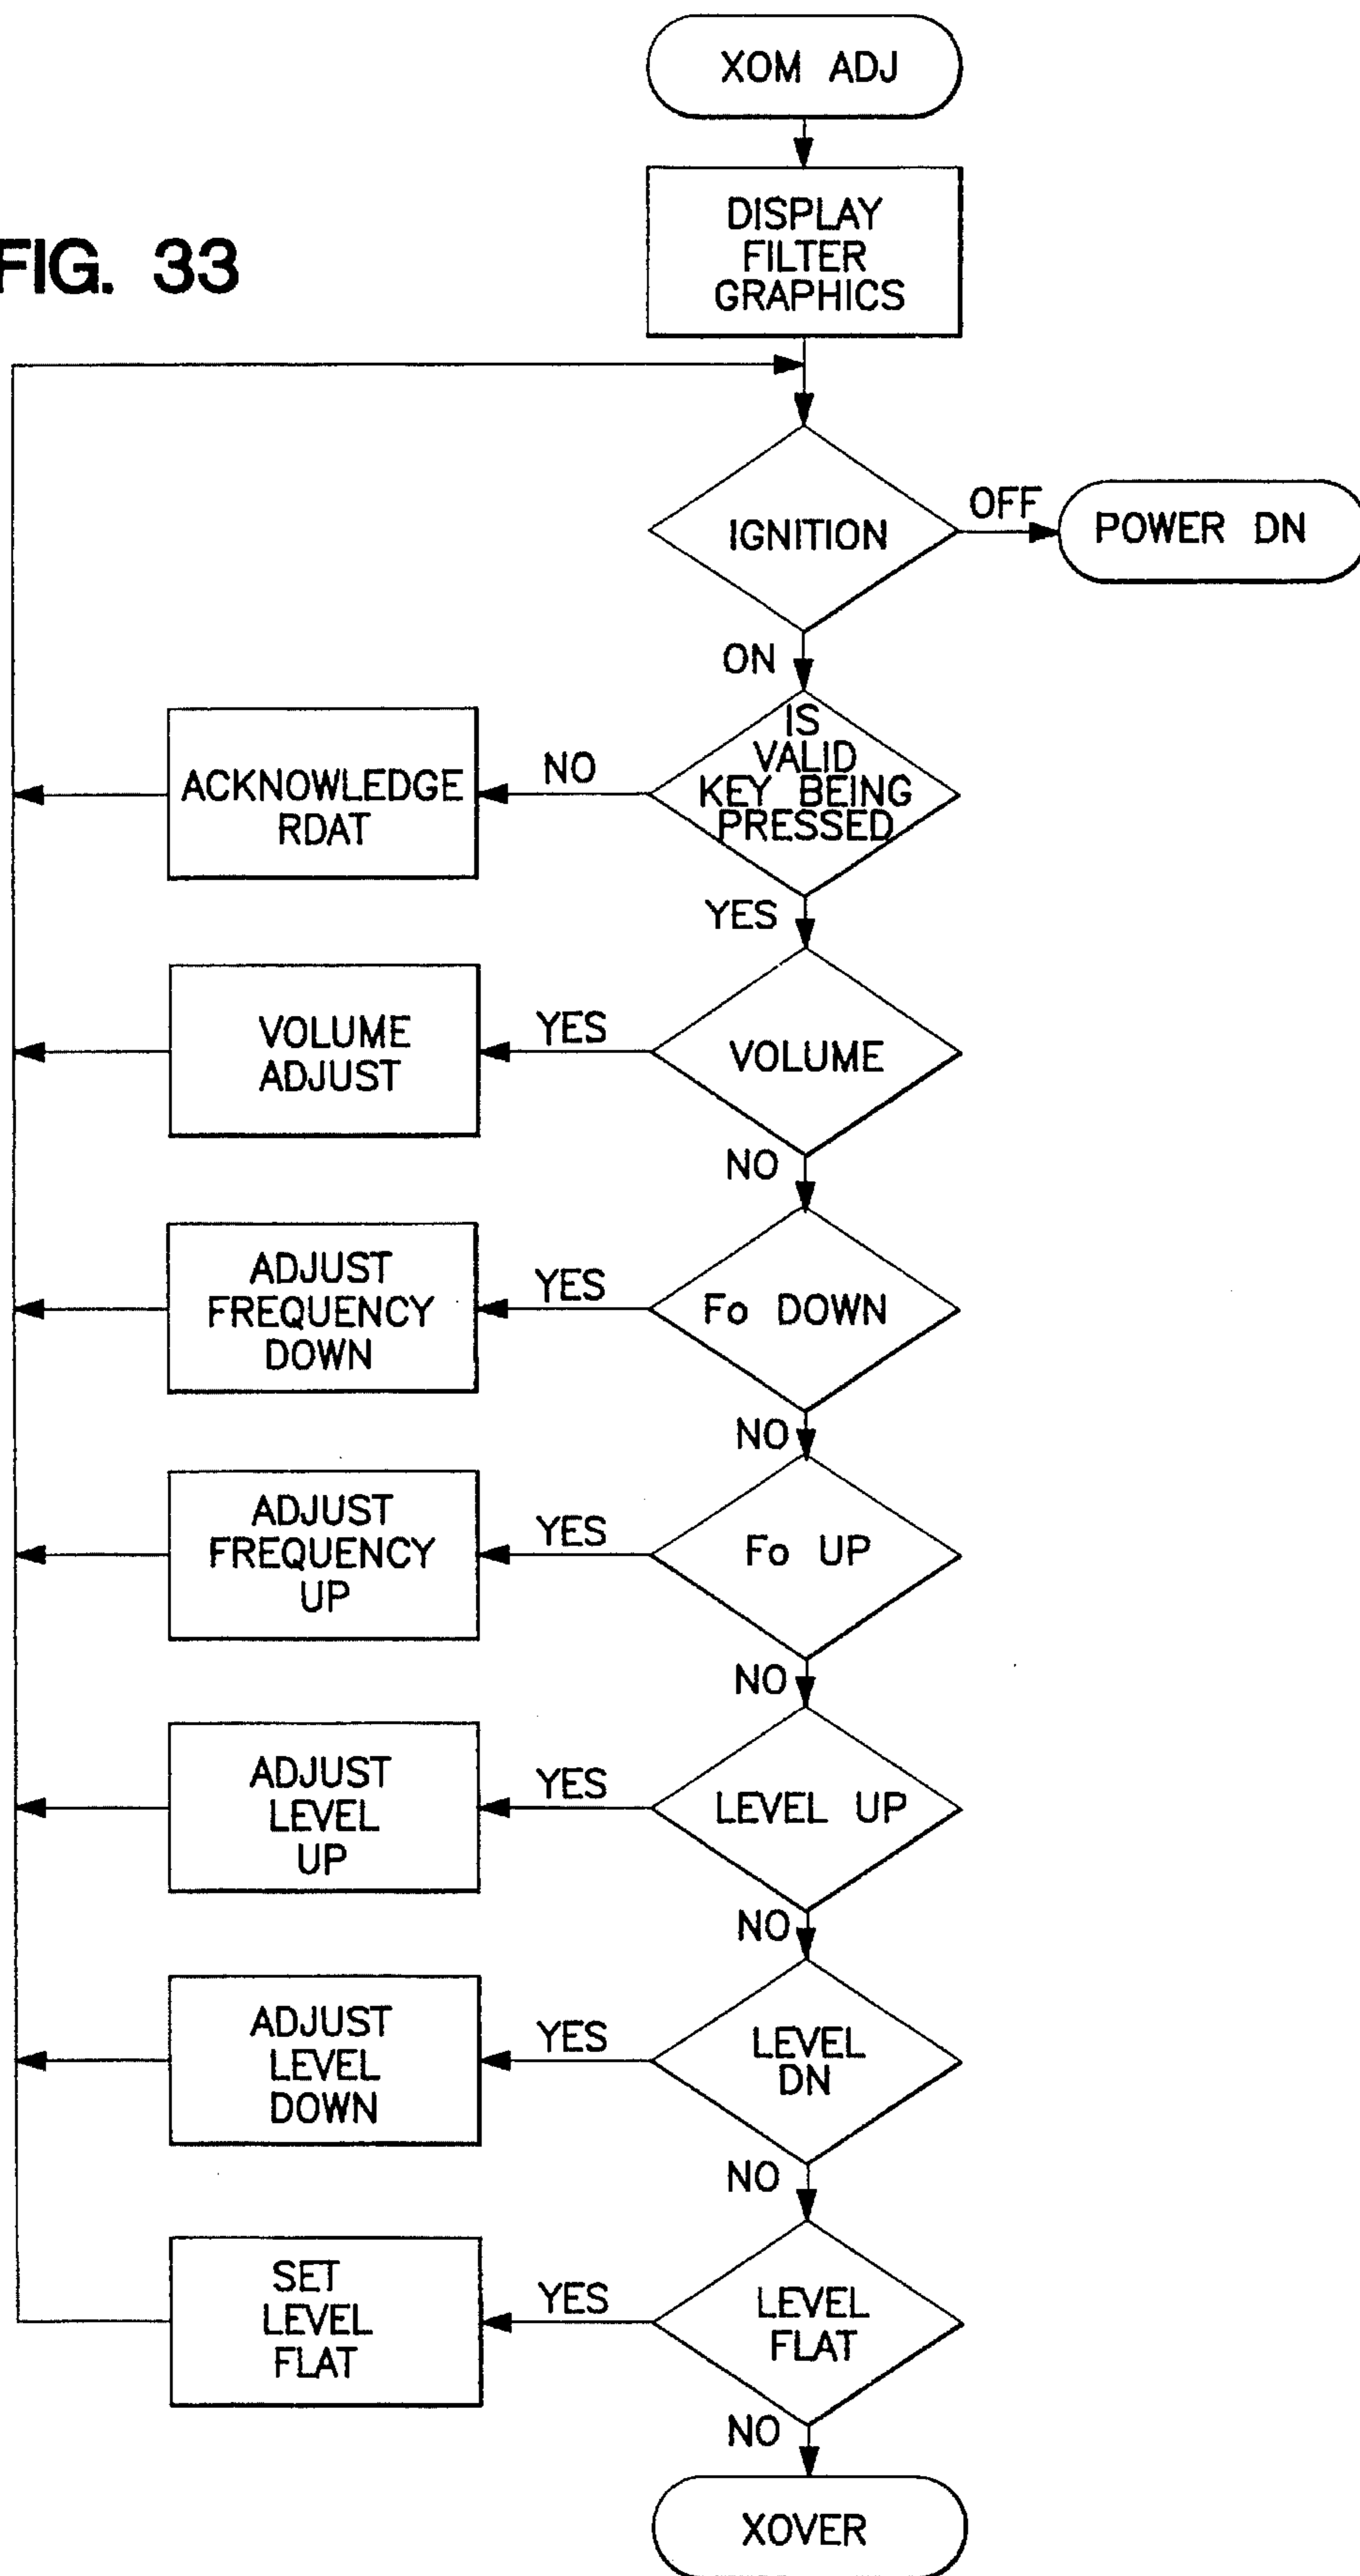 XOM ADJ
DISPLAY
FILTER
GRAPHICS
FIG. 33
IGNITION
OFF
POWER DN
ON
IS
VALID
KEY BEING
PRESSED
NO
ACKNOWLEDGE
RDAT
YES
VOLUME
YES
VOLUME
ADJUST
NO
Fo DOWN
YES
ADJUST
FREQUENCY
DOWN
NO
Fo UP
YES
ADJUST
FREQUENCY
UP
NO
LEVEL UP
YES
ADJUST
LEVEL
UP
NO
LEVEL
DN
YES
ADJUST
LEVEL
DOWN
NO
LEVEL
FLAT
YES
SET
LEVEL
FLAT
NO
XOVER